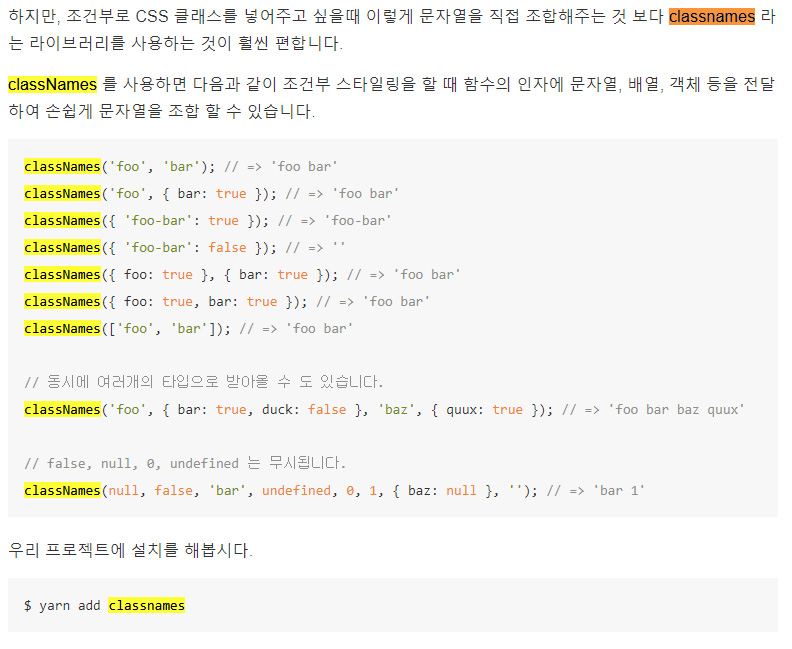 하지만, 조건부로 CSS 클래스를 넣어주고 싶을때 이렇게 문자열을 직접 조합해주는 것 보다 classnames 라
는 라이브러리를 사용하는 것이 훨씬 편합니다.
classNames 를 사용하면 다음과 같이 조건부 스타일링을 할 때 함수의 인자에 문자열, 배열, 객체 등을 전달
하여 손쉽게 문자열을 조합 할 수 있습니다.
classNames('foo', 'bar'); // => 'foo bar'
classNames('foo', { bar: true }); // => 'foo bar'
classNames({ 'foo-bar': true }); // => 'foo-bar'
classNames({ 'foo-bar': false }); // => ''
classNames({ foo: true }, { bar: true }); // => 'foo bar'
classNames({ foo: true, bar: true }); // => 'foo bar'
classNames(['foo', 'bar']); // => 'foo bar'
// 동시에 여러개의 타입으로 받아올 수 도 있습니다.
classNames('foo', { bar: true, duck: false }, 'baz', { quux: true }); // => 'foo bar baz quux'
// false, null, 0, undefined 는 무시됩니다.
classNames(null, false, 'bar', undefined, 0, 1, { baz: null }, ''); // => 'bar 1'
우리 프로젝트에 설치를 해봅시다.
$ yarn add classnames